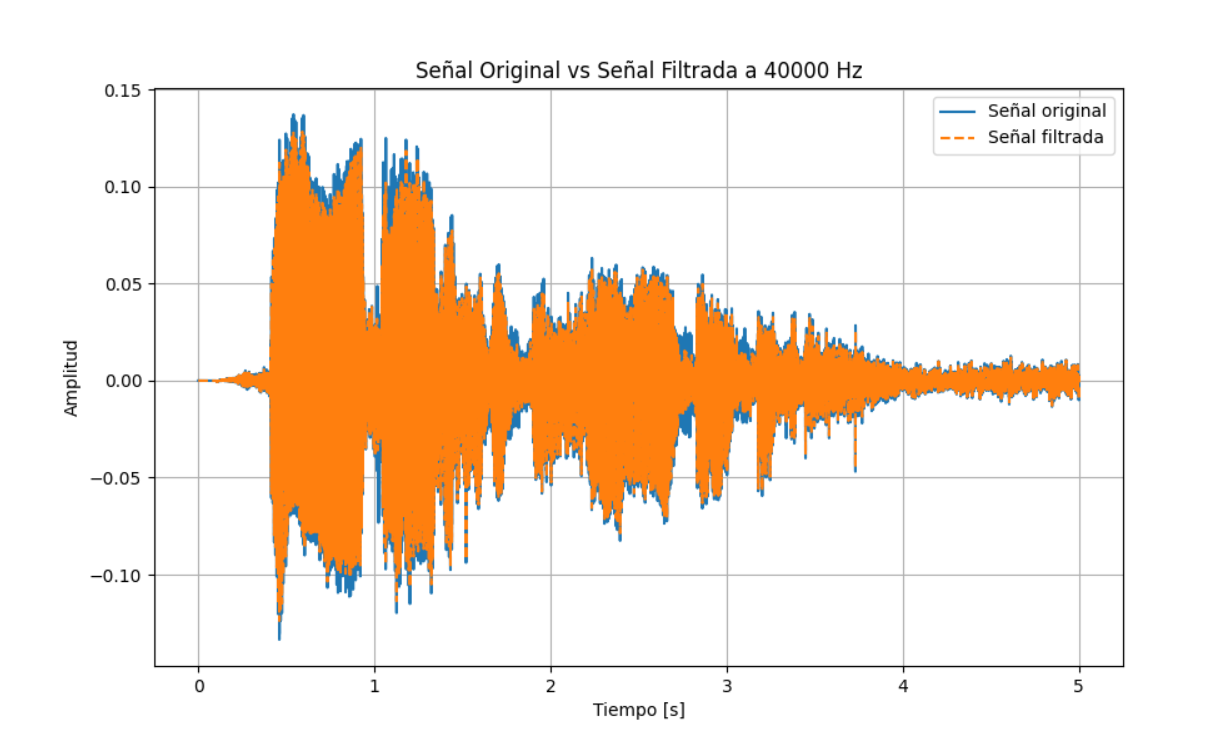 Señal Original vs Señal Filtrada a 40000 Hz
Señal original
Señal filtrada
0.15
0.10
0.05
0.00
−0.05
−0.10
Amplitud
0 1 2 3 4 5
Tiempo [s]